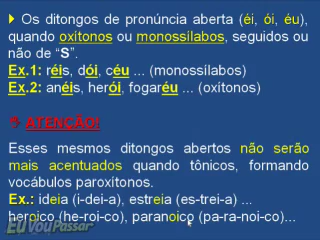 Os ditongos de pronúncia aberta (éi, ói, éu),
quando oxítonos ou monossílabos, seguidos ou
não de “S”.
Ex.1: réis, dói, céu ... (monossílabos)
Ex.2: anéis, herói, fogaréu ... (oxítonos)
ATENÇÃO!
Esses mesmos ditongos abertos não serão
mais acentuados quando tônicos, formando
vocábulos paroxítonos.
Ex.: ideia (i-dei-a), estreia (es-trei-a) ...
heroico (he-roi-co), paranoico (pa-ra-noi-co)...
EU VOU Passar